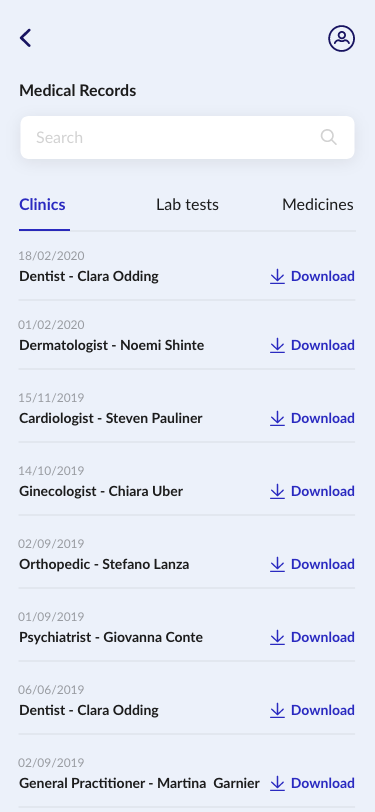 Medical Records
Search
Clinics Lab tests Medicines
18/02/2020
Dentist - Clara Odding Download
01/02/2020
Dermatologist - Noemi Shinte Download
15/11/2019
Cardiologist - Steven Pauliner Download
14/10/2019
Ginecologist - Chiara Uber Download
02/09/2019
Orthopedic - Stefano Lanza Download
01/09/2019
Psychiatrist - Giovanna Conte Download
06/06/2019
Dentist - Clara Odding Download
02/09/2019
General Practitioner - Martina  Garnier Download